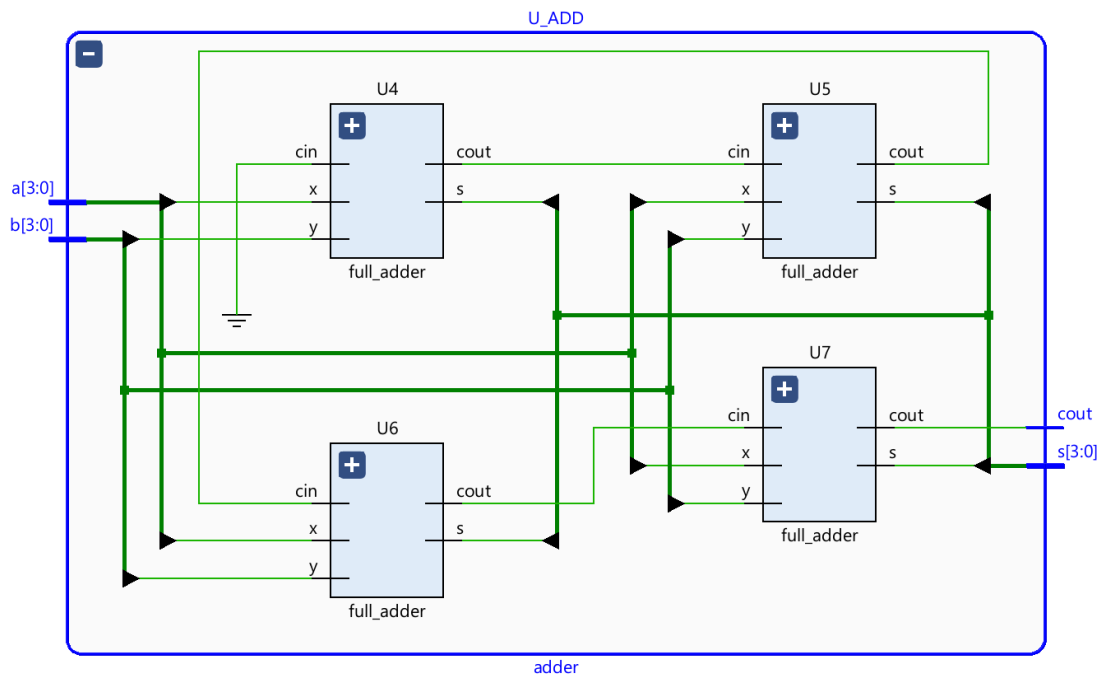 U_ADD
U4
cin
x
y
cout
s
full_adder
U5
cin
x
y
cout
s
full_adder
a[3:0]
b[3:0]
U6
cin
x
y
cout
s
full_adder
U7
cin
x
y
cout
s
full_adder
cout
s[3:0]
adder